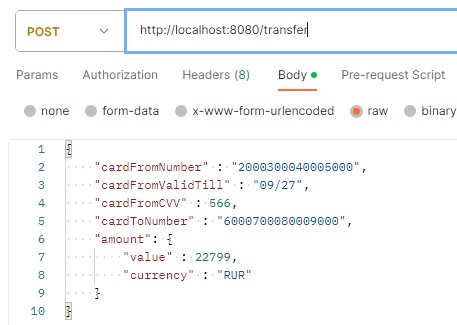 POST http://localhost:8080/transfer
Params Authorization Headers (8) Body Pre-request Script
none form-data x-www-form-urlencoded raw binary
1 {
2 "cardFromNumber" : "2000300040005000",
3 "cardFromValidTill" : "09/27",
4 "cardFromCVV" : 566,
5 "cardToNumber" : "6000700080009000",
6 "amount": {
7 "value" : 22799,
8 "currency" : "RUR"
9 }
10 }